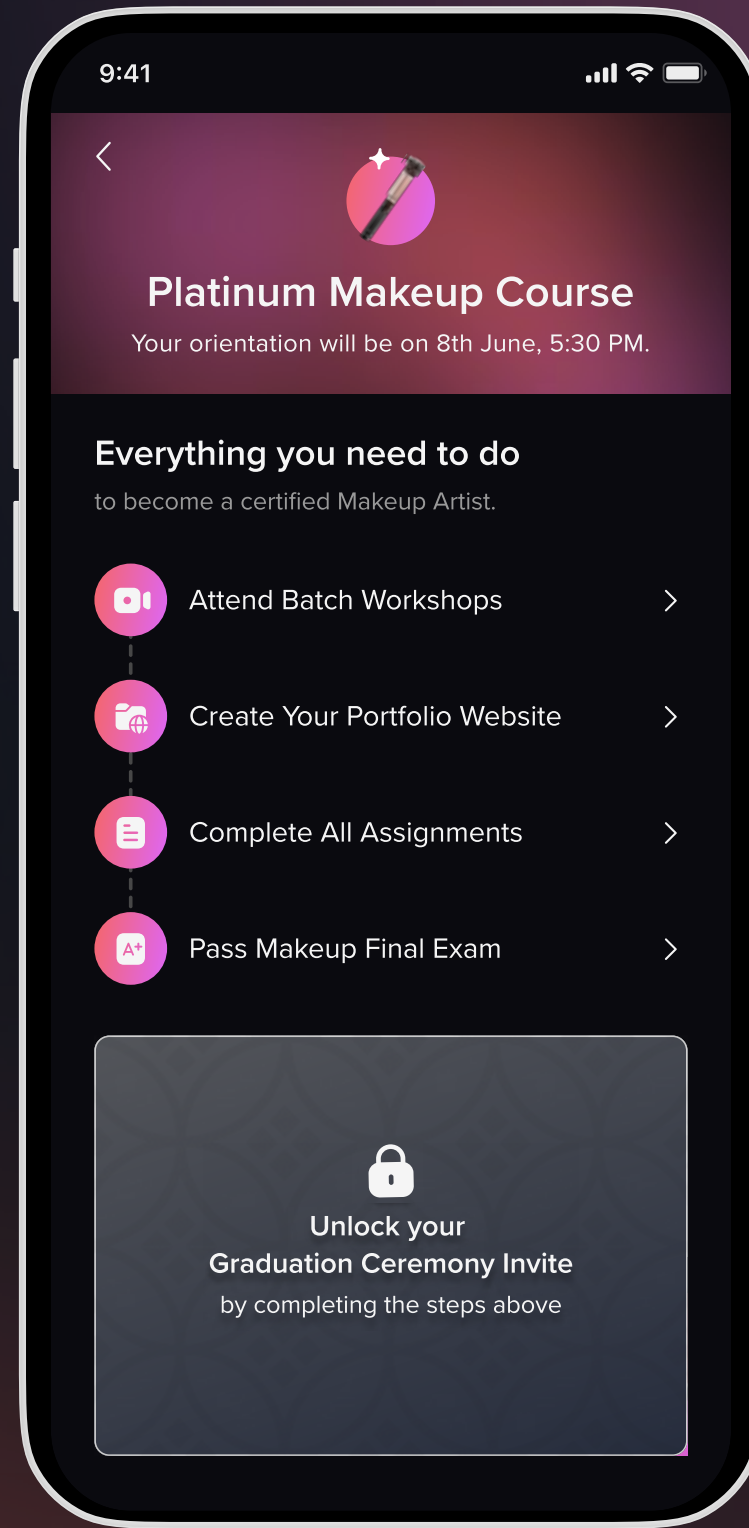 9:41
Platinum Makeup Course
Your orientation will be on 8th June, 5:30 PM.
Everything you need to do
to become a certified Makeup Artist.
Attend Batch Workshops
Create Your Portfolio Website
Complete All Assignments
A+
Pass Makeup Final Exam
Unlock your
Graduation Ceremony Invite
by completing the steps above